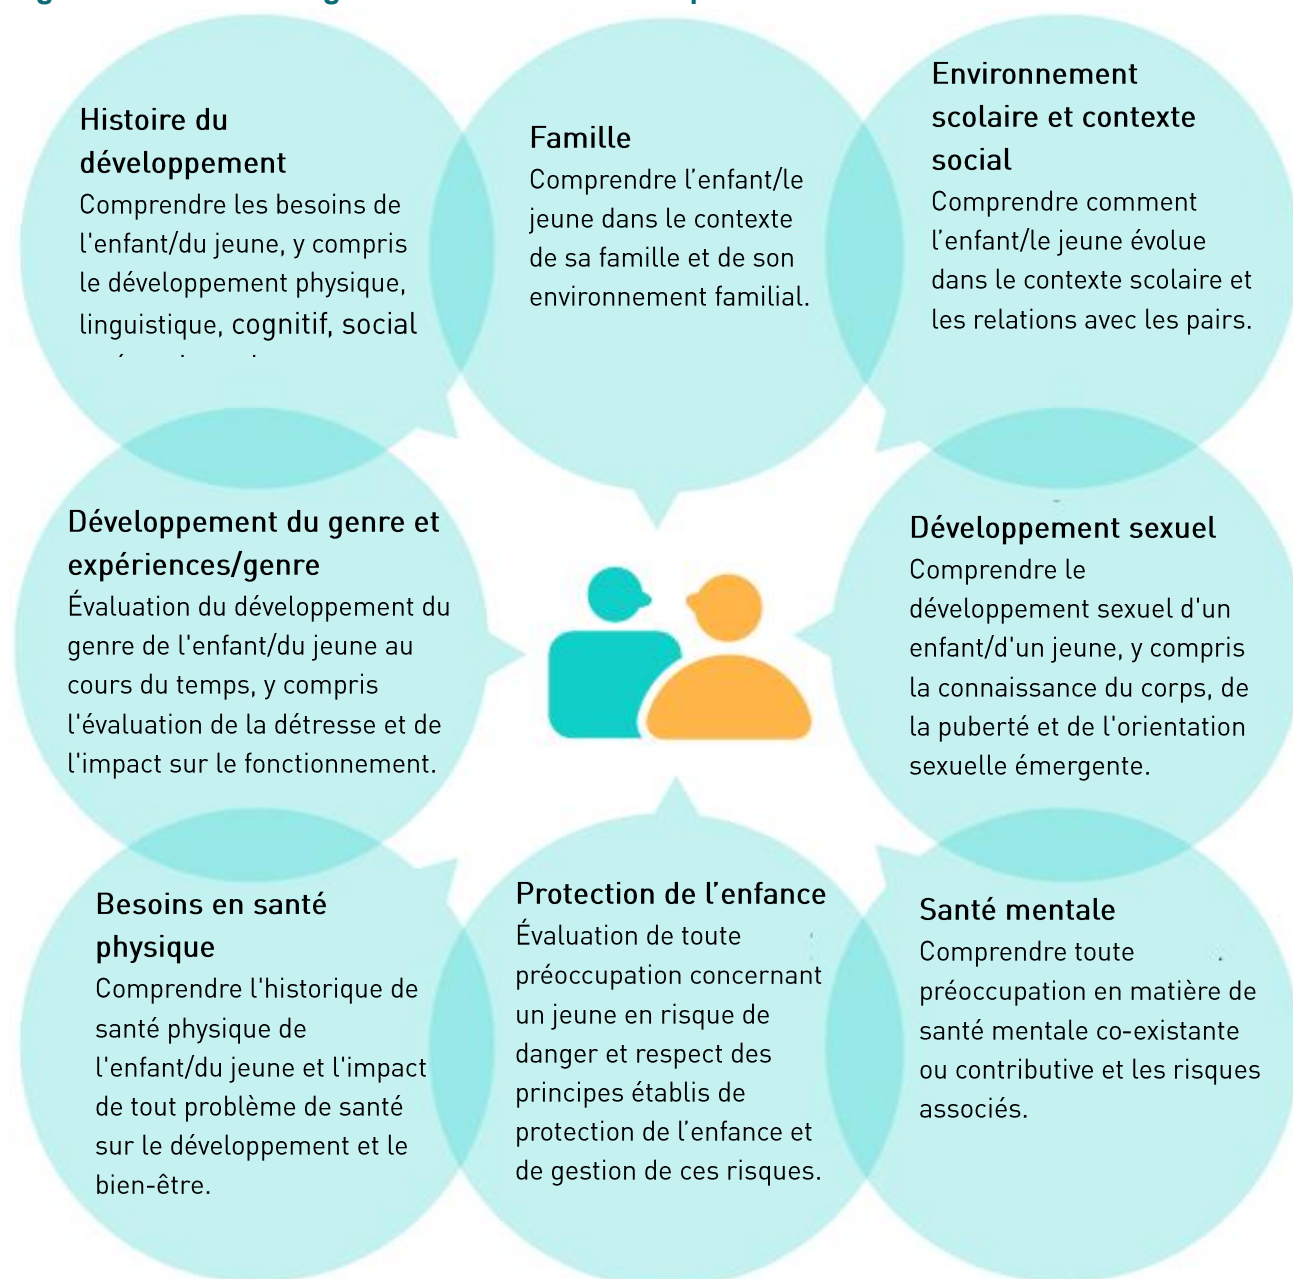 Histoire du
développement
Comprendre les besoins de
l'enfant/du jeune, y compris
le développement physique,
linguistique, cognitif, social
Famille
Comprendre l’enfant/le
jeune dans le contexte
de sa famille et de son
environnement familial.
Environnement
scolaire et contexte
social
Comprendre comment
l’enfant/le jeune évolue
dans le contexte scolaire et
les relations avec les pairs.
Développement du genre et
expériences/genre
Évaluation du développement du
genre de l'enfant/du jeune au
cours du temps, y compris
l'évaluation de la détresse et de
l'impact sur le fonctionnement.
Développement sexuel
Comprendre le
développement sexuel d'un
enfant/d'un jeune, y compris
la connaissance du corps, de
la puberté et de l'orientation
sexuelle émergente.
Besoins en santé
physique
Comprendre l'historique de
santé physique de
l'enfant/du jeune et l'impact
de tout problème de santé
sur le développement et le
bien-être.
Protection de l’enfance
Évaluation de toute
préoccupation concernant
un jeune en risque de
danger et respect des
principes établis de
protection de l’enfance et
de gestion de ces risques.
Santé mentale
Comprendre toute
préoccupation en matière de
santé mentale co-existante
ou contributive et les risques
associés.